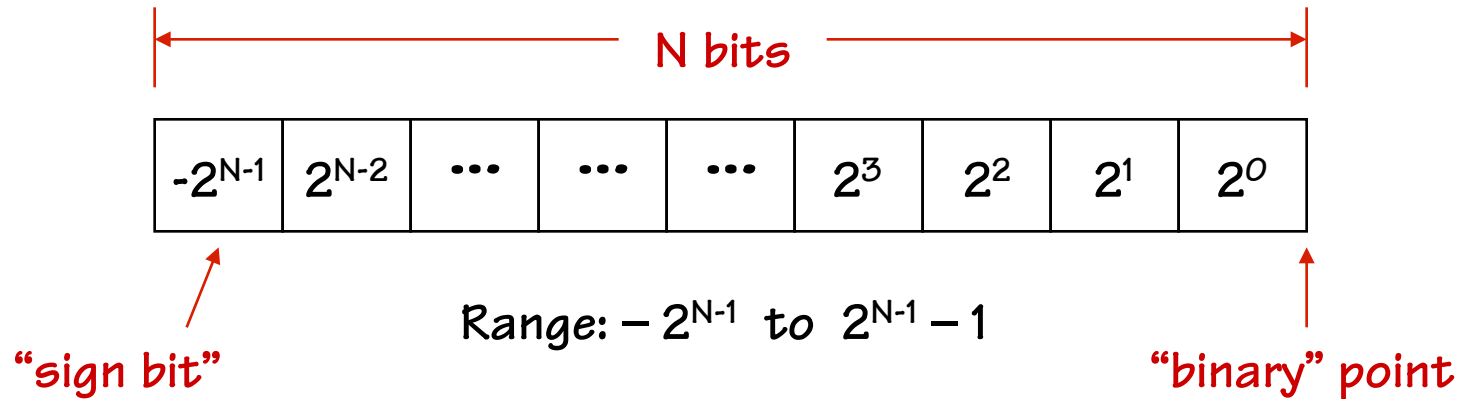 N bits
-2^N-1 2^N-2 ... ... ... 2^3 2^2 2^1 2^0
Range: – 2^N-1 to 2^N-1 – 1
“sign bit”
“binary” point